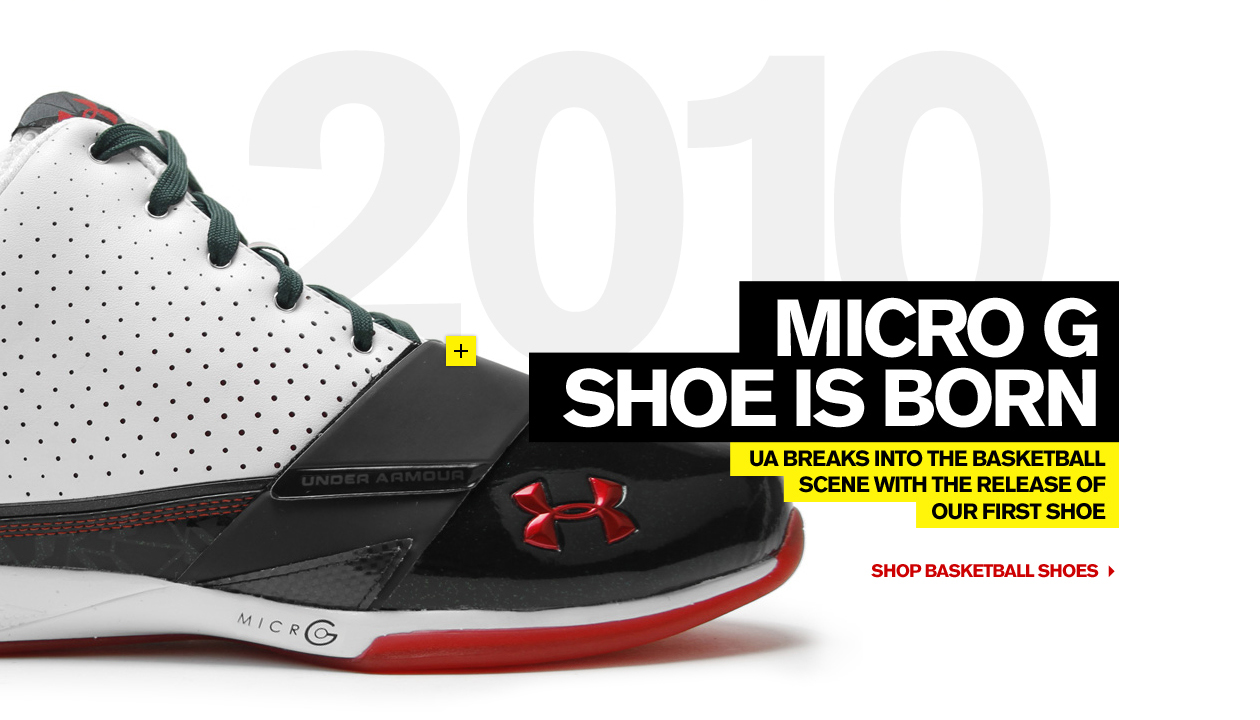 2010
MICRO G
SHOE IS BORN
UA BREAKS INTO THE BASKETBALL
SCENE WITH THE RELEASE OF
OUR FIRST SHOE
SHOP BASKETBALL SHOES
+
UNDER ARMOUR
MICRO G